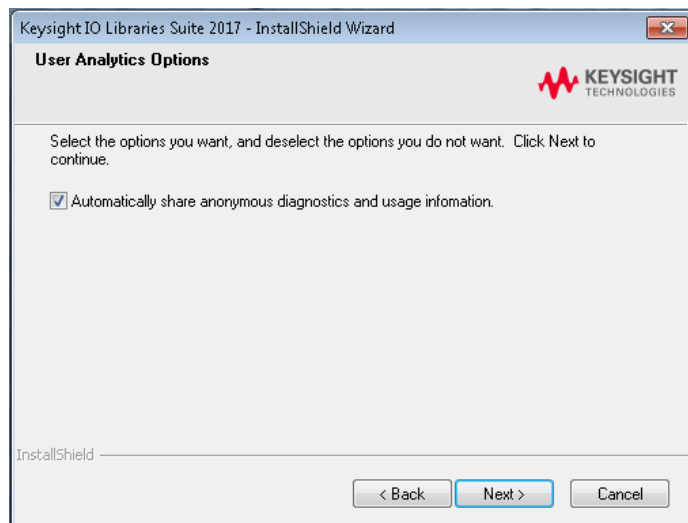 Keysight IO Libraries Suite 2017 - InstallShield Wizard
User Analytics Options
KEYSIGHT
TECHNOLOGIES
Select the options you want, and deselect the options you do not want. Click Next to
continue.
Automatically share anonymous diagnostics and usage infomation.
InstallShield
< Back
Next >
Cancel